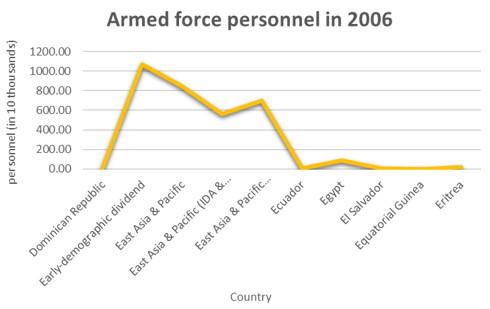 Armed force personnel in 2006
personnel (in 10 thousands)
1200.00
1000.00
800.00
600.00
400.00
200.00
0.00
Dominican Republic
Early-demographic dividend
East Asia & Pacific
East Asia & Pacific (IDA &...
East Asia & Pacific...
Ecuador
Egypt
El Salvador
Equatorial Guinea
Eritrea
Country